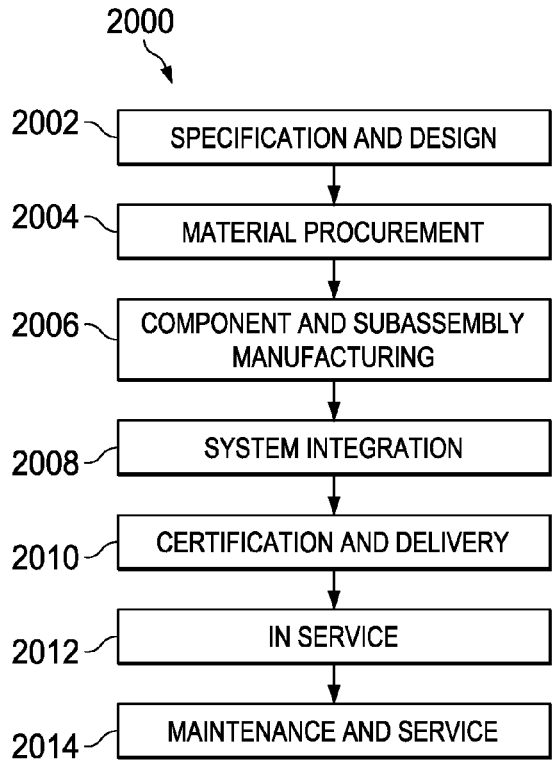 2000
2002
SPECIFICATION AND DESIGN
2004
MATERIAL PROCUREMENT
2006
COMPONENT AND SUBASSEMBLY
MANUFACTURING
2008
SYSTEM INTEGRATION
2010
CERTIFICATION AND DELIVERY
2012
IN SERVICE
2014
MAINTENANCE AND SERVICE